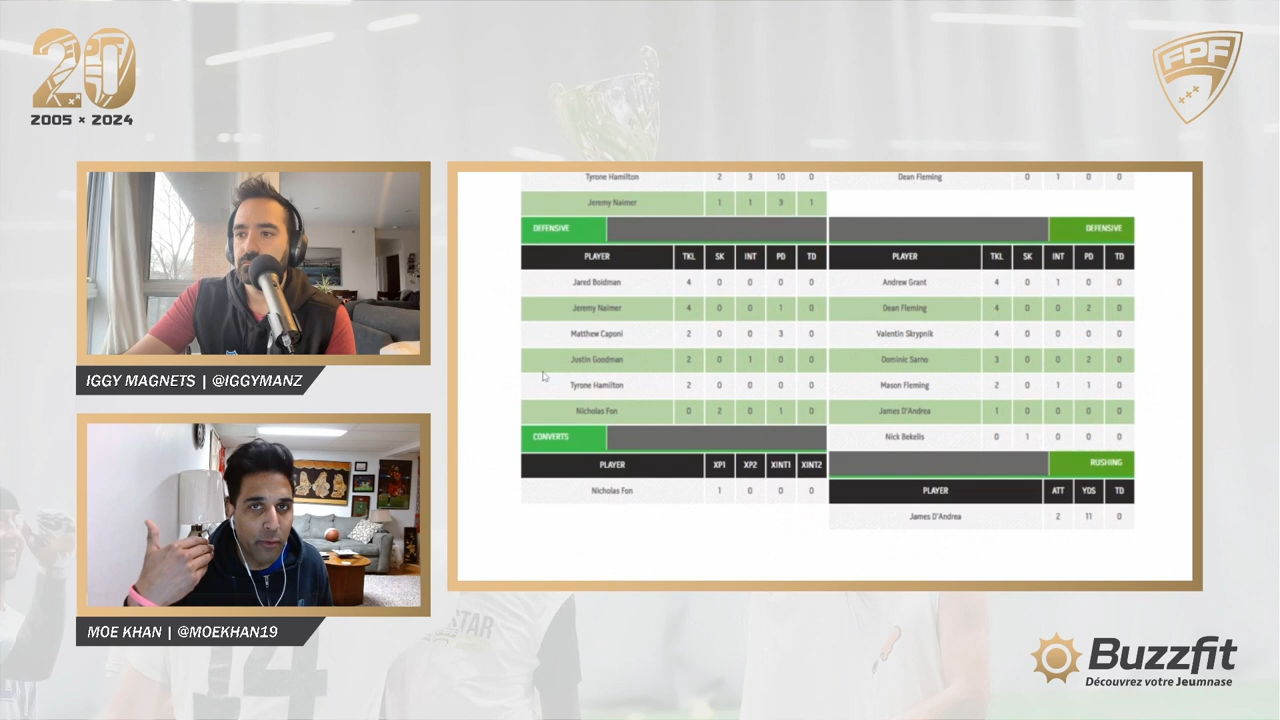 20
2005 × 2024
FPF
IGGY MAGNETS | @IGGYMANZ
MOE KHAN | @MOEKHAN19
Tyrone Hamilton 2 3 10 0
Jeremy Naimer 1 1 3 1
DEFENSIVE
PLAYER TKL SK INT PD TD
Jared Boidman 4 0 0 0 0
Jeremy Naimer 4 0 0 1 0
Matthew Caponi 2 0 0 3 0
Justin Goodman 2 0 1 0 0
Tyrone Hamilton 2 0 0 0 0
Nicholas Fon 0 2 0 1 0
CONVERTS
PLAYER XP1 XP2 XINT1 XINT2
Nicholas Fon 1 0 0 0
Dean Fleming 0 1 0 0
DEFENSIVE
PLAYER TKL SK INT PD TD
Andrew Grant 4 0 1 0 0
Dean Fleming 4 0 0 2 0
Valentin Skrypnik 4 0 0 0 0
Dominic Sarno 3 0 0 2 0
Mason Fleming 2 0 1 1 0
James D'Andrea 1 0 0 0 0
Nick Bekelis 0 1 0 0 0
RUSHING
PLAYER ATT YDS TD
James D'Andrea 2 11 0
STAR
14
Buzzfit
Découvrez votre Jeumnase